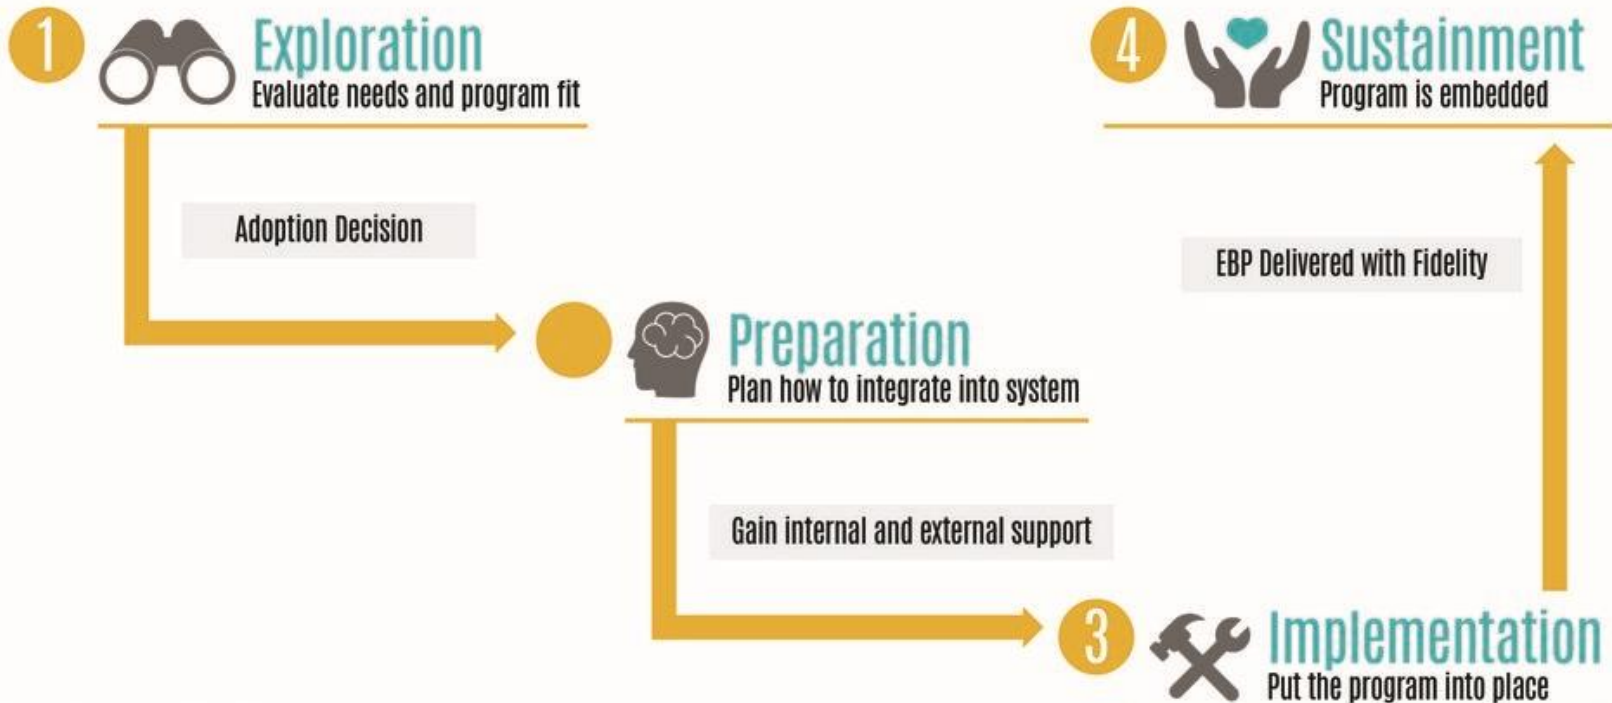 1
Exploration
Evaluate needs and program fit
Adoption Decision
Preparation
Plan how to integrate into system
Gain internal and external support
3
Implementation
Put the program into place
EBP Delivered with Fidelity
4
Sustainment
Program is embedded